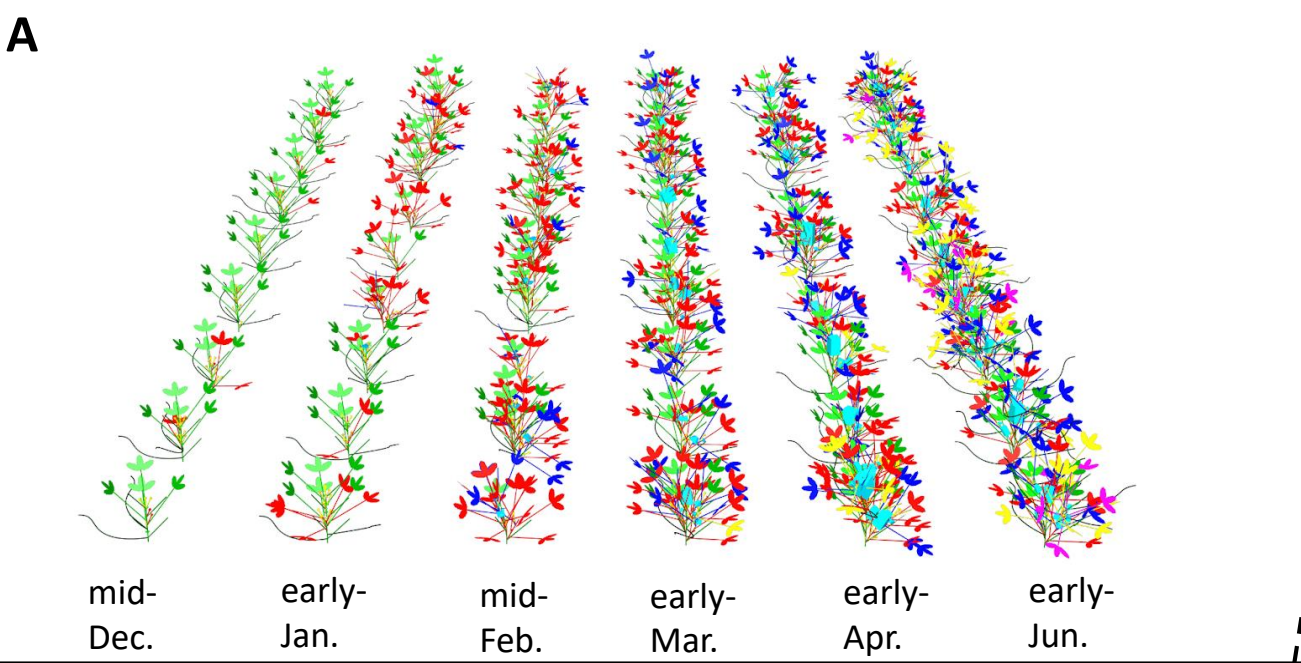 A
mid-
Dec.
early-
Jan.
mid-
Feb.
early-
Mar.
early-
Apr.
early-
Jun.